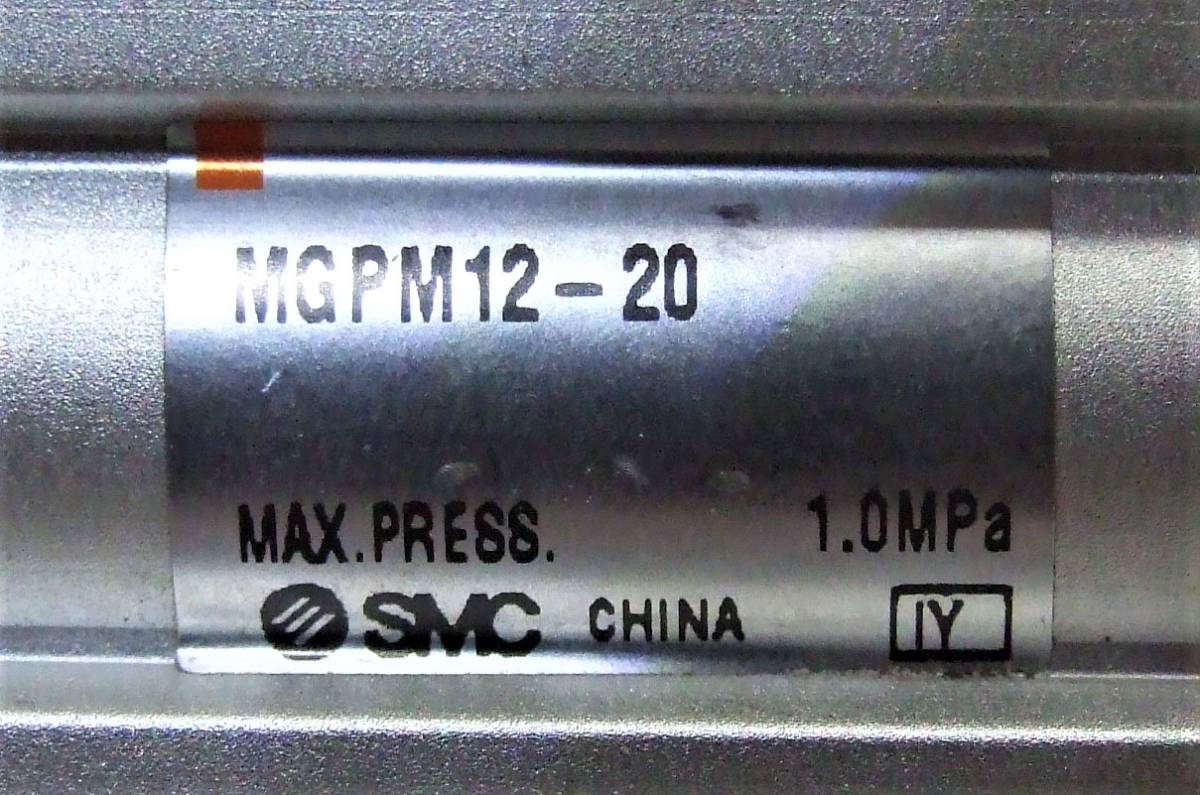 MGPM12-20
MAX.PRESS. 1.0MPa
SMC CHINA IY